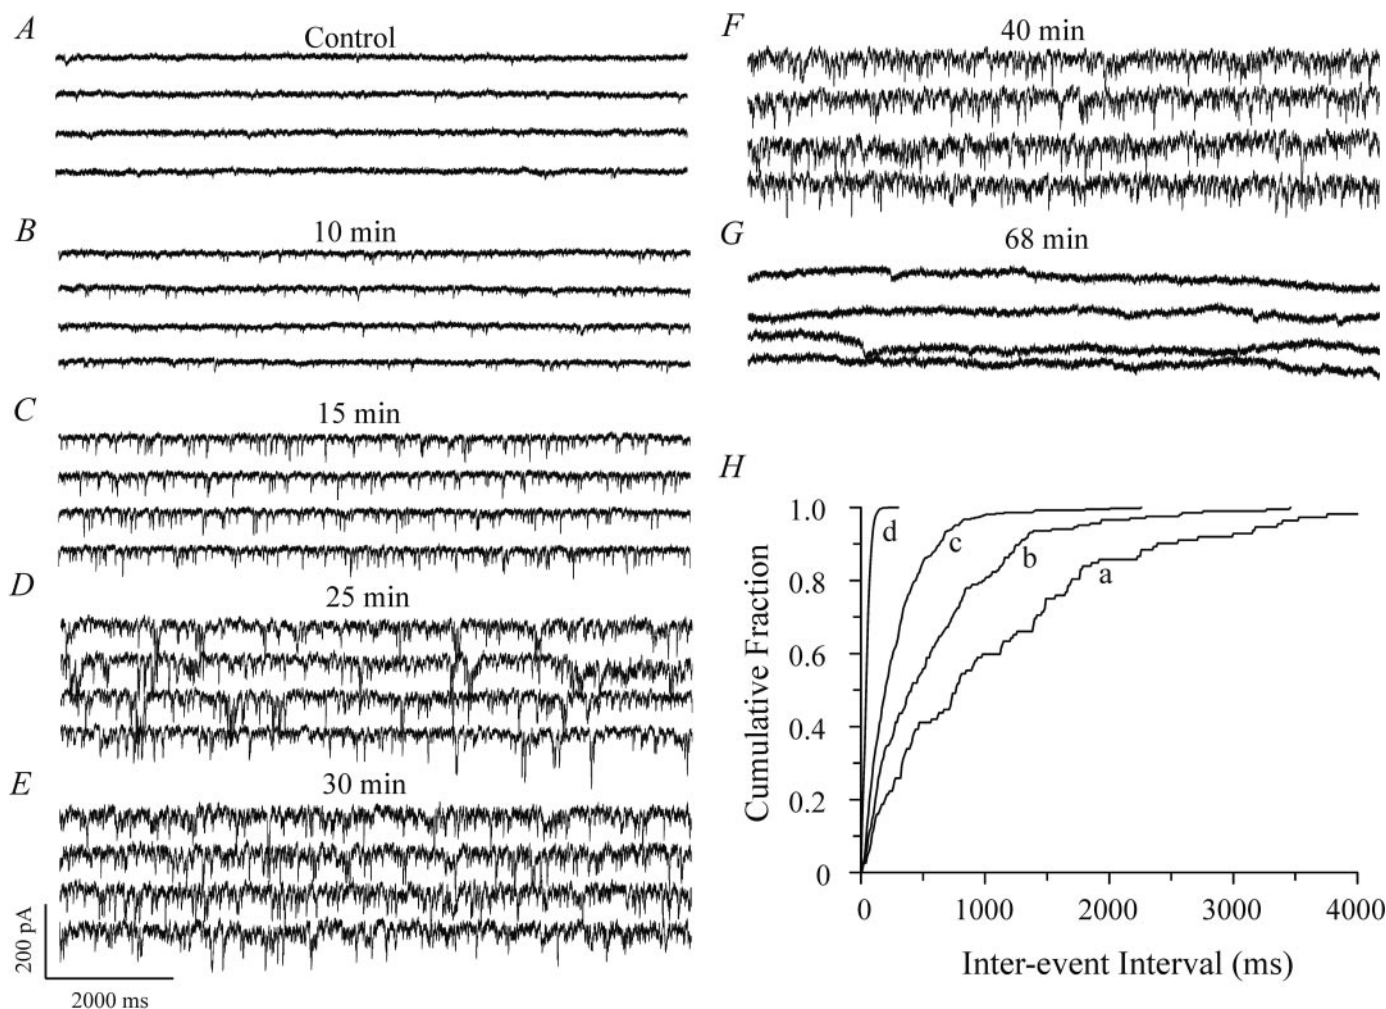 A
Control
B
10 min
C
15 min
D
25 min
E
30 min
200 pA
2000 ms
F
40 min
G
68 min
H
1.0
0.8
0.6
0.4
0.2
0
Cumulative Fraction
d
c
b
a
0 1000 2000 3000 4000
Inter-event Interval (ms)